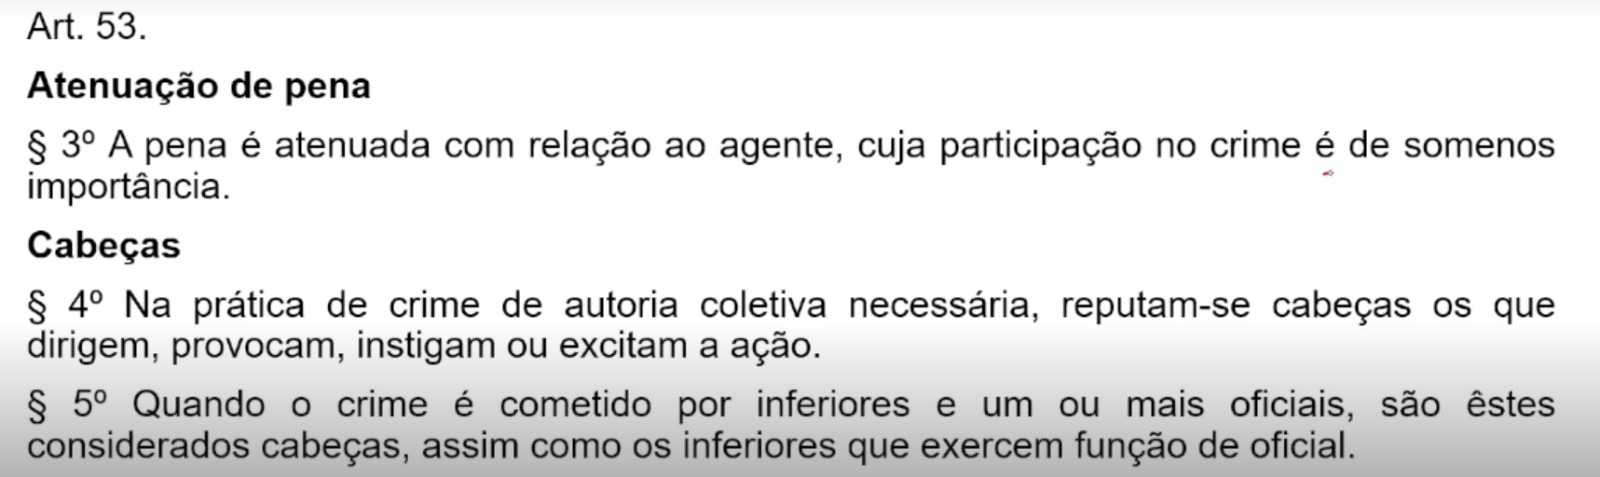 Art. 53.
Atenuação de pena
§ 3º A pena é atenuada com relação ao agente, cuja participação no crime é de somenos
importância.
Cabeças
§ 4º Na prática de crime de autoria coletiva necessária, reputam-se cabeças os que
dirigem, provocam, instigam ou excitam a ação.
§ 5º Quando o crime é cometido por inferiores e um ou mais oficiais, são êstes
considerados cabeças, assim como os inferiores que exercem função de oficial.